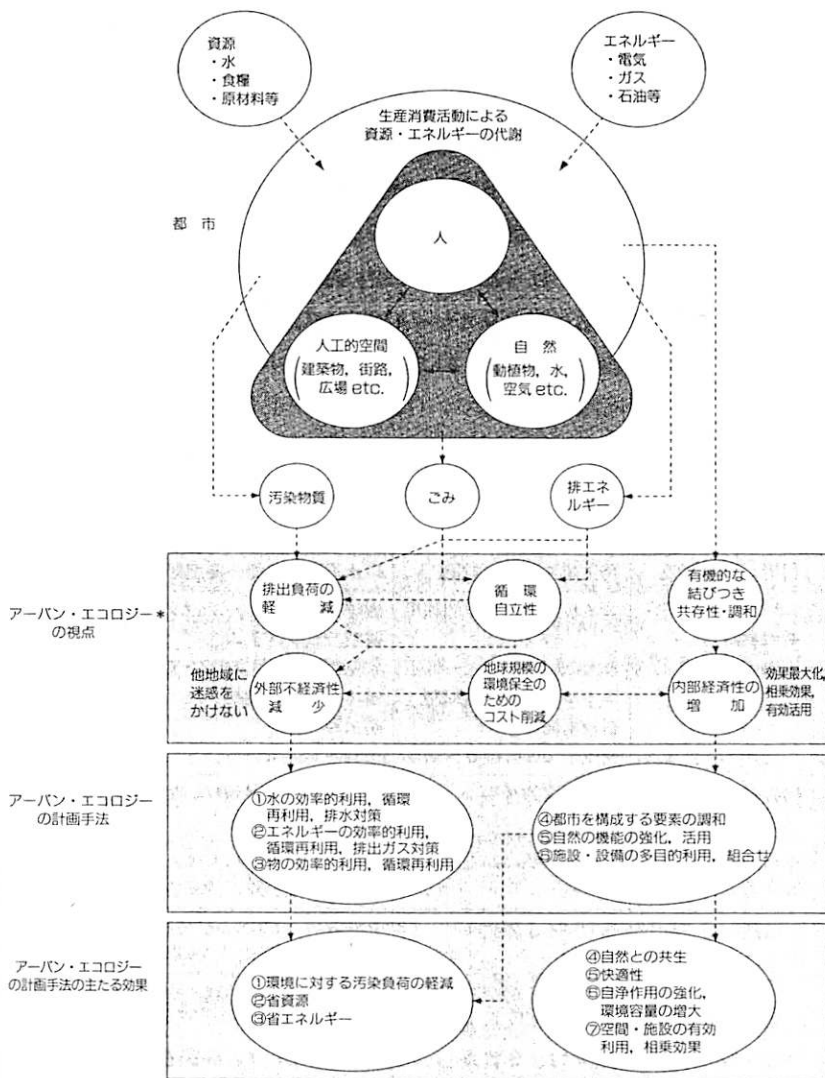 資源
・水
・食糧
・原材料等
エネルギー
・電気
・ガス
・石油等
生産消費活動による
資源・エネルギーの代謝
都 市
人
人工的空間
(建築物，街路，
広場 etc.)
自 然
(動植物，水，
空気 etc.)
汚染物質
ごみ
排エネ
ルギー
アーバン・エコロジー*
の視点
排出負荷の
軽 減
循 環
自立性
有機的な
結びつき
共存性・調和
他地域に
迷惑を
かけない
外部不経済性
減 少
地球規模の
環境保全の
ための
コスト削減
内部経済性の
増 加
効果最大化，
相乗効果，
有効活用
アーバン・エコロジー
の計画手法
①水の効率的利用，循環
再利用，排水対策
②エネルギーの効率的利用，
循環再利用，排出ガス対策
③物の効率的利用，循環再利用
④都市を構成する要素の調和
⑤自然の機能の強化，活用
⑥施設・設備の多目的利用，組合せ
アーバン・エコロジー
の計画手法の主たる効果
①環境に対する汚染負荷の軽減
②省資源
③省エネルギー
④自然との共生
⑤快適性
⑥自浄作用の強化，
環境容量の増大
⑦空間・施設の有効
利用，相乗効果